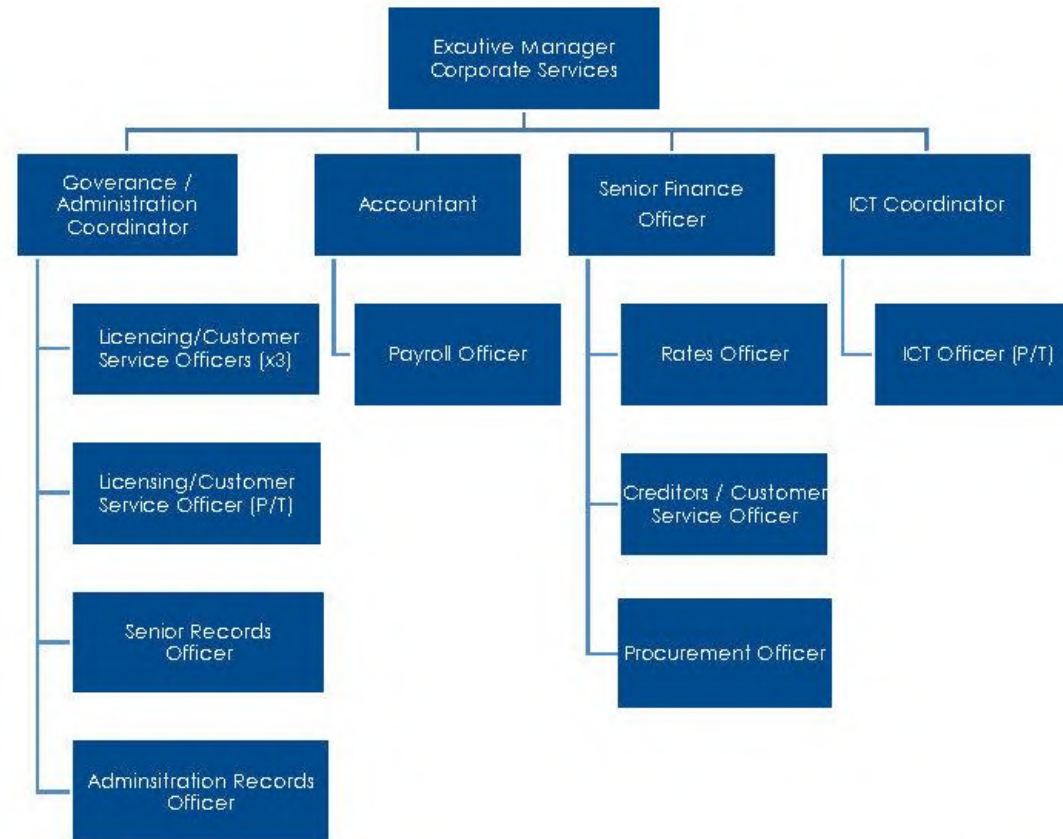 Excutive Manager
Corporate Services
Goverance /
Administration
Coordinator
Accountant
Senior Finance
Officer
ICT Coordinator
Licencing/Customer
Service Officers (x3)
Payroll Officer
Rates Officer
ICT Officer (P/T)
Licensing/Customer
Service Officer (P/T)
Creditors / Customer
Service Officer
Senior Records
Officer
Procurement Officer
Adminsitration Records
Officer